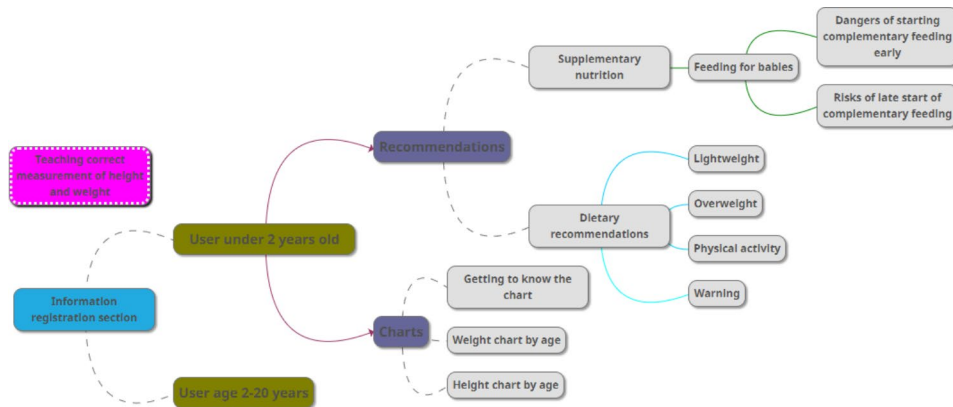 Teaching correct
measurement of height
and weight
Information
registration section
User under 2 years old
User age 2-20 years
Recommendations
Charts
Supplementary
nutrition
Feeding for babies
Dangers of starting
complementary feeding
early
Risks of late start of
complementary feeding
Dietary
recommendations
Lightweight
Overweight
Physical activity
Warning
Getting to know the
chart
Weight chart by age
Height chart by age